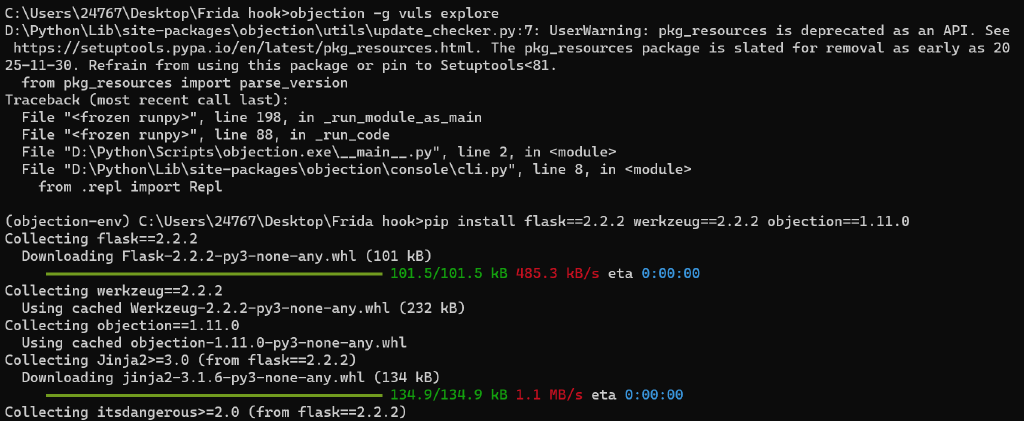 C:\Users\24767\Desktop\Frida hook>objection -g vuls explore
D:\Python\Lib\site-packages\objection\utils\update_checker.py:7: UserWarning: pkg_resources is deprecated as an API. See
 https://setuptools.pypa.io/en/latest/pkg_resources.html. The pkg_resources package is slated for removal as early as 20
25-11-30. Refrain from using this package or pin to Setuptools<81.
  from pkg_resources import parse_version
Traceback (most recent call last):
  File "<frozen runpy>", line 198, in _run_module_as_main
  File "<frozen runpy>", line 88, in _run_code
  File "D:\Python\Scripts\objection.exe\__main__.py", line 2, in <module>
  File "D:\Python\Lib\site-packages\objection\console\cli.py", line 8, in <module>
    from .repl import Repl
(objection-env) C:\Users\24767\Desktop\Frida hook>pip install flask==2.2.2 werkzeug==2.2.2 objection==1.11.0
Collecting flask==2.2.2
  Downloading Flask-2.2.2-py3-none-any.whl (101 kB)
     101.5/101.5 kB 485.3 kB/s eta 0:00:00
Collecting werkzeug==2.2.2
  Using cached Werkzeug-2.2.2-py3-none-any.whl (232 kB)
Collecting objection==1.11.0
  Using cached objection-1.11.0-py3-none-any.whl
Collecting Jinja2>=3.0 (from flask==2.2.2)
  Downloading jinja2-3.1.6-py3-none-any.whl (134 kB)
     134.9/134.9 kB 1.1 MB/s eta 0:00:00
Collecting itsdangerous>=2.0 (from flask==2.2.2)